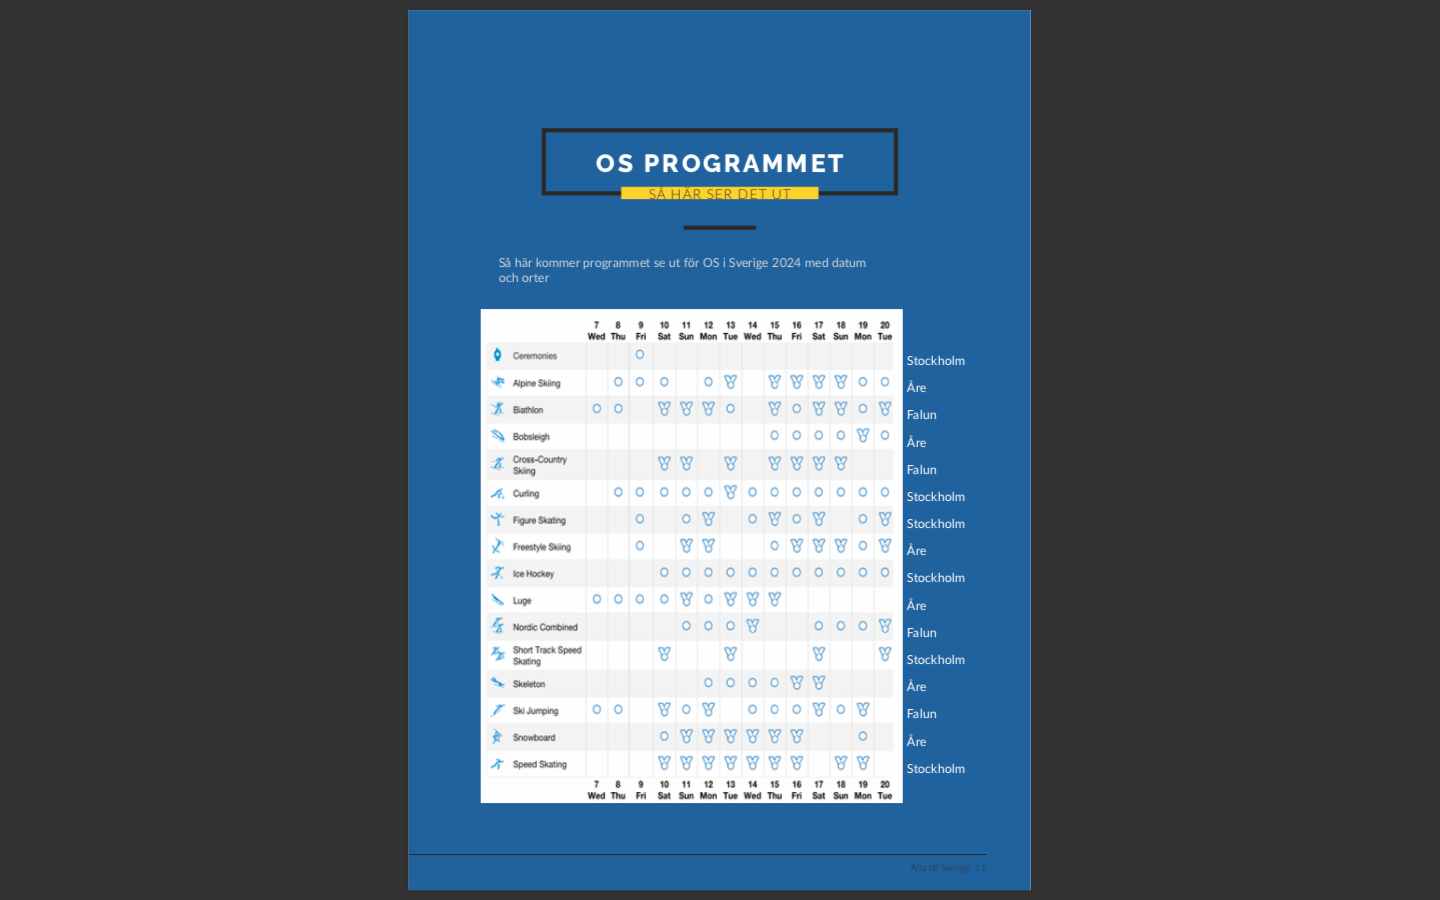 OS PROGRAMMET
SÅ HÄR SER DET UT
Så här kommer programmet se ut för OS i Sverige 2024 med datum
och orter
7 8 9 10 11 12 13 14 15 16 17 18 19 20
Wed Thu Fri Sat Sun Mon Tue Wed Thu Fri Sat Sun Mon Tue
Ceremonies Stockholm
Alpine Skiing Åre
Biathlon Falun
Bobsleigh Åre
Cross-Country
Skiing Falun
Curling Stockholm
Figure Skating Stockholm
Freestyle Skiing Åre
Ice Hockey Stockholm
Luge Åre
Nordic Combined Falun
Short Track Speed
Skating Stockholm
Skeleton Åre
Ski Jumping Falun
Snowboard Åre
Speed Skating Stockholm
7 8 9 10 11 12 13 14 15 16 17 18 19 20
Wed Thu Fri Sat Sun Mon Tue Wed Thu Fri Sat Sun Mon Tue
Alla till Sverige 11